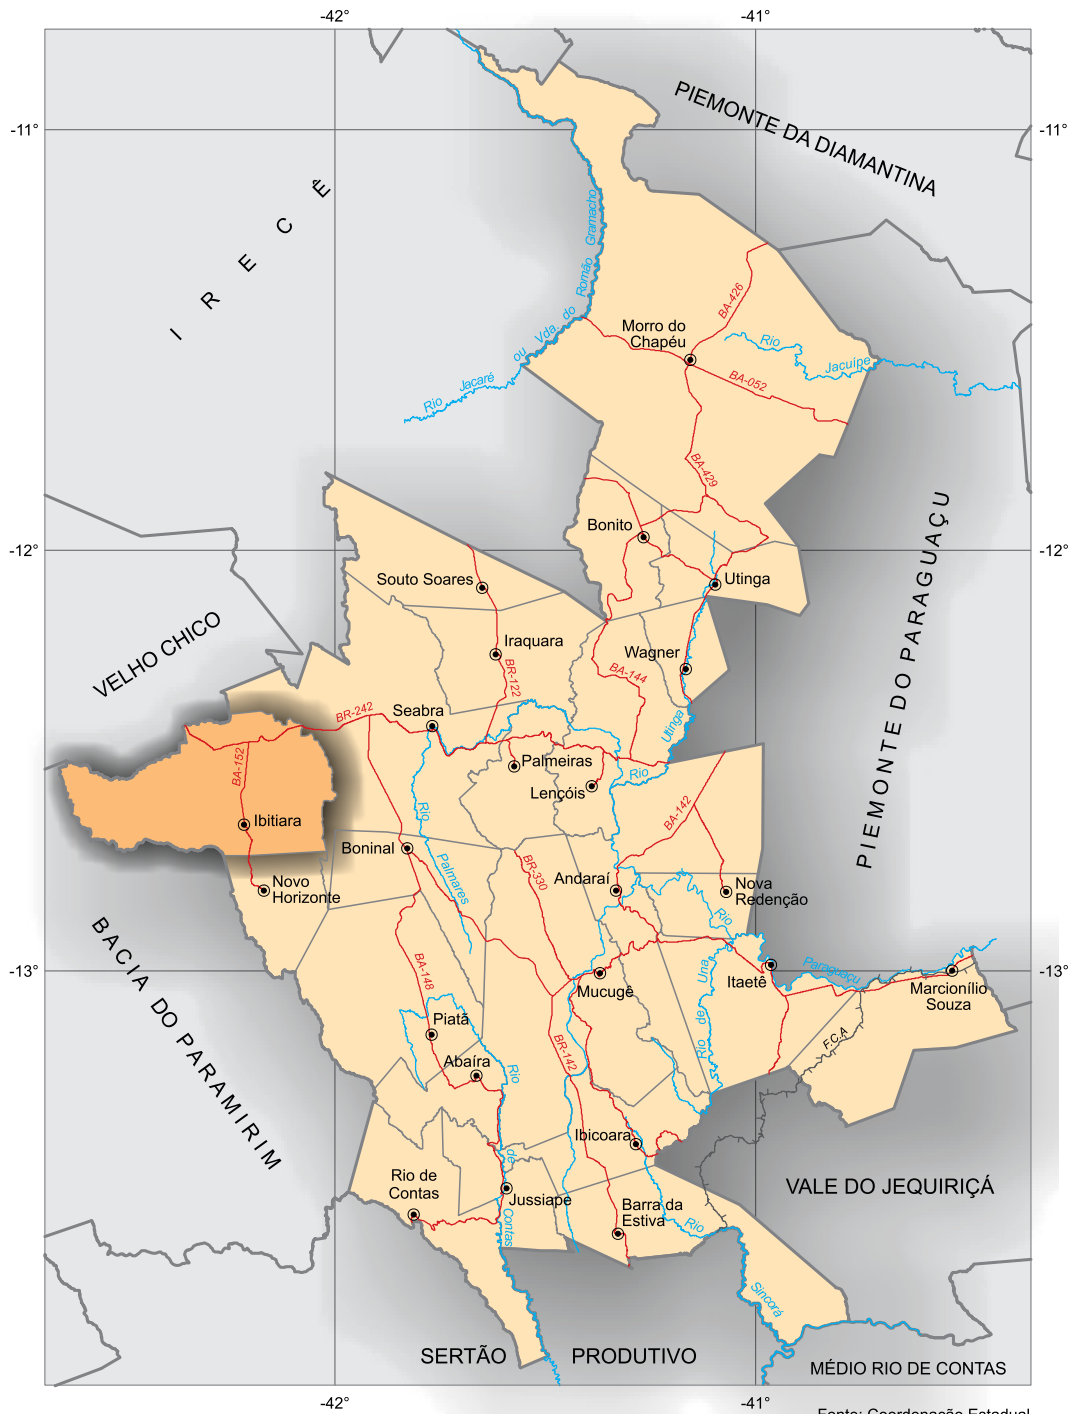 -42°
-41°
-11°
-11°
PIEMONTE DA DIAMANTINA
IRECÊ
Rio Jacaré ou Vda. do Romão Gramacho
BA-426
Morro do
Chapéu
Rio Jacuípe
BA-052
BA-429
Bonito
-12°
-12°
Utinga
Souto Soares
Iraquara
Wagner
BR-122
BA-144
PIEMONTE DO PARAGUAÇU
VELHO CHICO
Seabra
BR-242
Rio Utinga
BA-152
Palmeiras
Lençóis
Ibitiara
Rio Palmares
BA-142
Boninal
BR-330
Andaraí
Novo
Horizonte
Nova
Redenção
Rio Paraguaçu
BACIA DO PARAMIRIM
-13°
-13°
BA-148
Mucugê
Itaetê
Marcionílio
Souza
Rio de Una
Piatã
F.C.A
Abaíra
BR-142
Rio de Contas
Ibicoara
Rio de
Contas
Jussiape
Barra da
Estiva
VALE DO JEQUIRIÇÁ
Rio Sincorá
SERTÃO PRODUTIVO
MÉDIO RIO DE CONTAS
-42°
-41°
Fonte: Coordenação Estadual